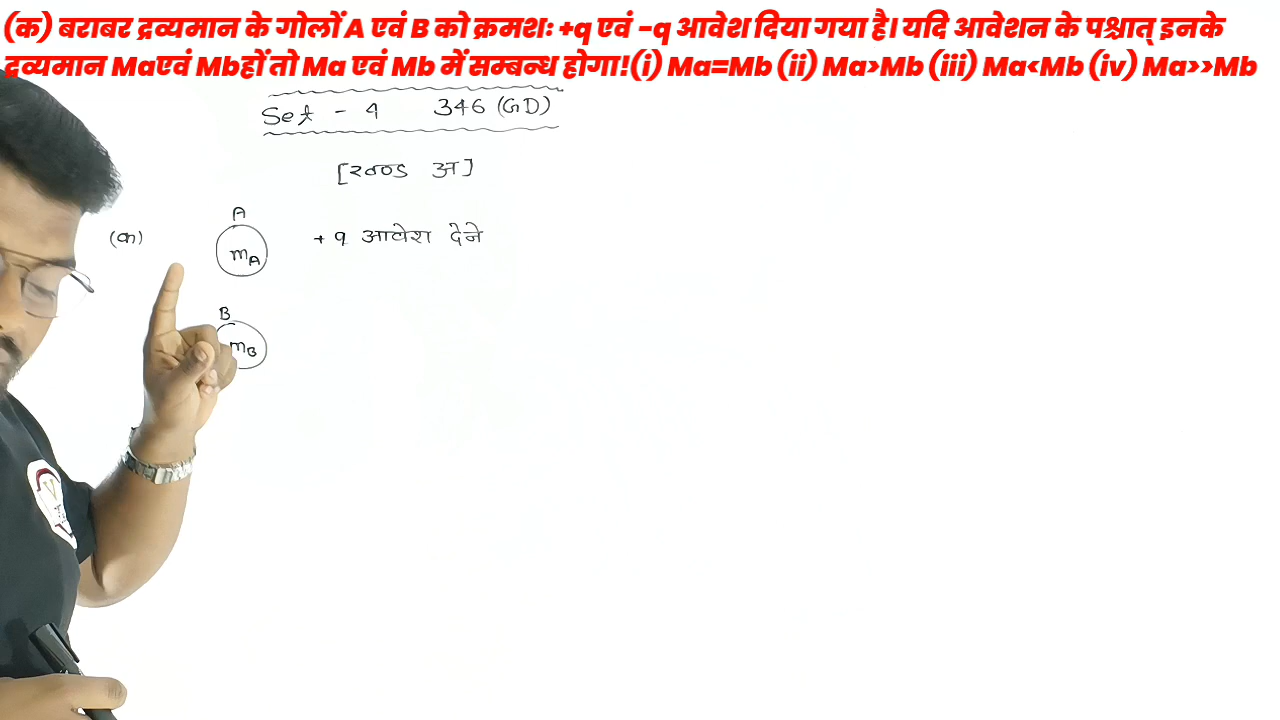 (क) बराबर द्रव्यमान के गोलों A एवं B को क्रमशः +q एवं -q आवेश दिया गया है। यदि आवेशन के पश्चात् इनके
द्रव्यमान Maएवं Mbहों तो Ma एवं Mb में सम्बन्ध होगा!(i) Ma=Mb (ii) Ma>Mb (iii) Ma<Mb (iv) Ma>>Mb
Set - 4 346 (GD)
[खण्ड अ]
A
(क) mA + q आवेश देने
B
mB